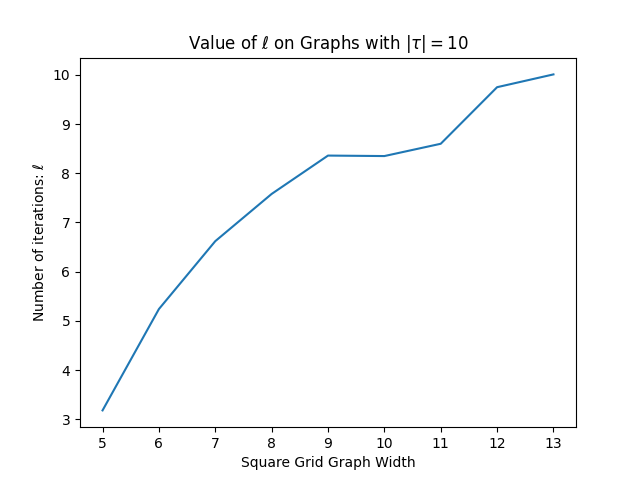 Value of ℓ on Graphs with |τ| = 10
Number of iterations: ℓ
10
9
8
7
6
5
4
3
5 6 7 8 9 10 11 12 13
Square Grid Graph Width